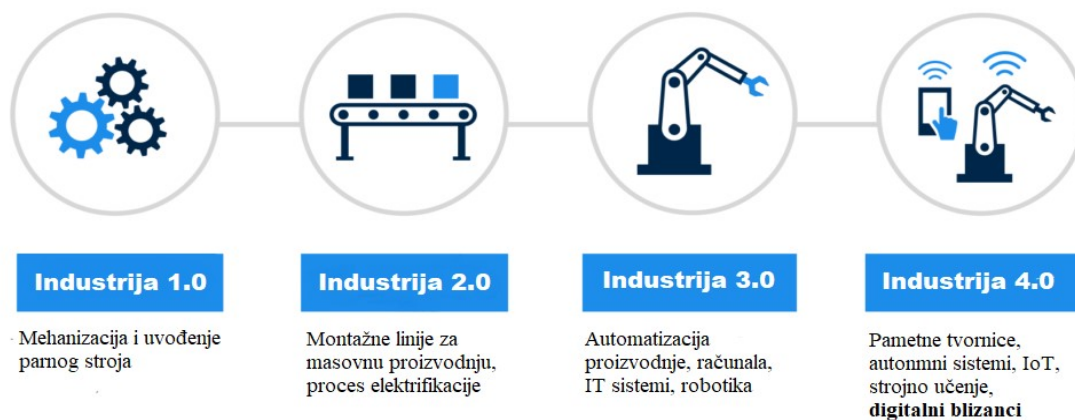 Industrija 1.0
Mehanizacija i uvođenje
parnog stroja
Industrija 2.0
Montažne linije za
masovnu proizvodnju,
proces elektrifikacije
Industrija 3.0
Automatizacija
proizvodnje, računala,
IT sistemi, robotika
Industrija 4.0
Pametne tvornice,
autonmni sistemi, IoT,
strojno učenje,
digitalni blizanci